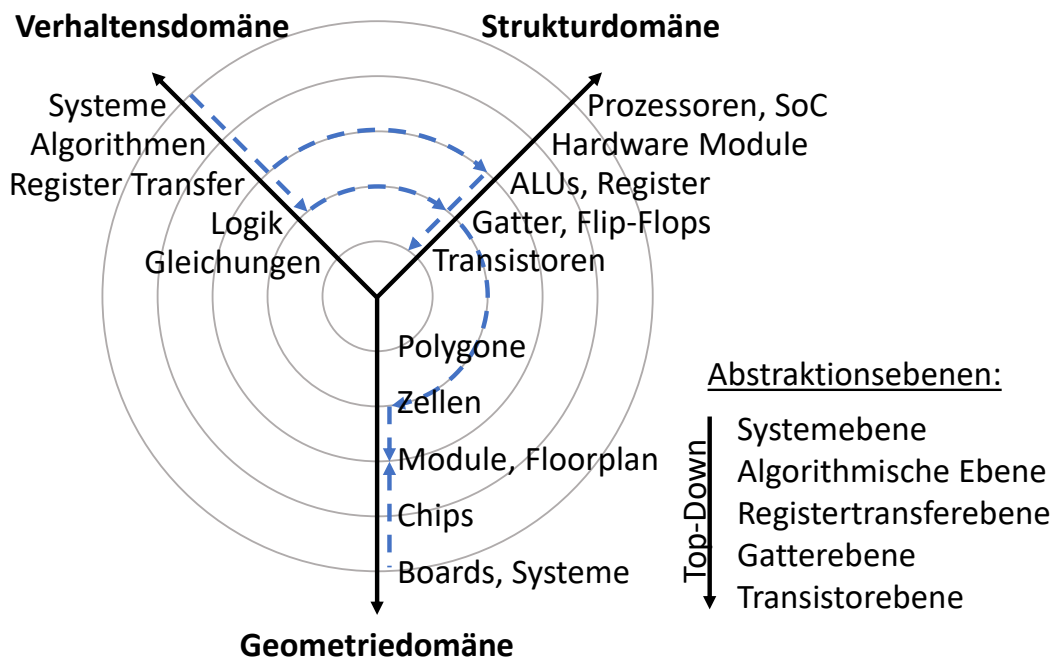 Verhaltensdomäne
Strukturdomäne
Systeme
Algorithmen
Register Transfer
Logik
Gleichungen
Prozessoren, SoC
Hardware Module
ALUs, Register
Gatter, Flip-Flops
Transistoren
Polygone
Zellen
Module, Floorplan
Chips
Boards, Systeme
Geometriedomäne
Abstraktionsebenen:
Top-Down
Systemebene
Algorithmische Ebene
Registertransferebene
Gatterebene
Transistorebene